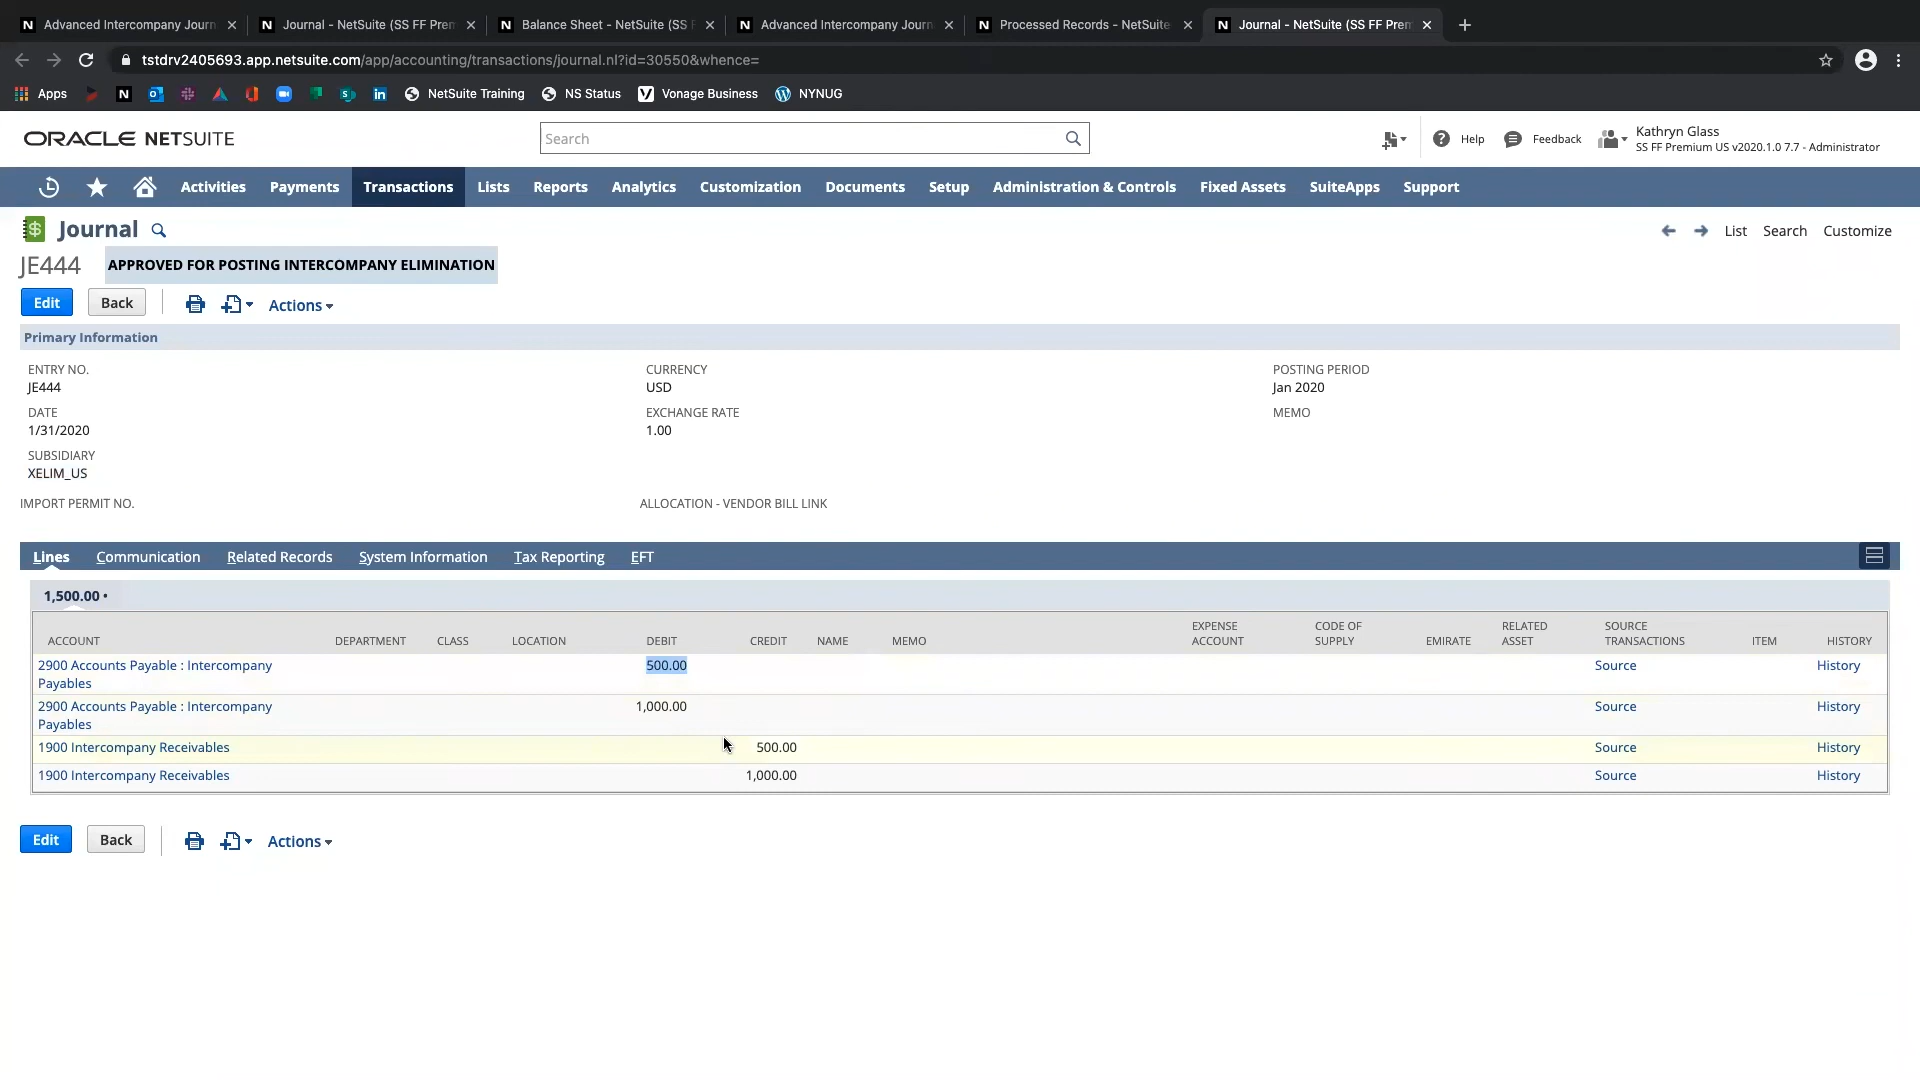 Advanced Intercompany Journ
Journal - NetSuite (SS FF Prem
Balance Sheet - NetSuite (SS F
Advanced Intercompany Journ
Processed Records - NetSuite
Journal - NetSuite (SS FF Prem
tstdrv2405693.app.netsuite.com/app/accounting/transactions/journal.nl?id=30550&whence=
Apps NetSuite Training NS Status Vonage Business NYNUG
ORACLE NETSUITE
Search
Help
Feedback
Kathryn Glass
SS FF Premium US v2020.1.0 7.7 - Administrator
Activities Payments Transactions Lists Reports Analytics Customization Documents Setup Administration & Controls Fixed Assets SuiteApps Support
Journal
List Search Customize
JE444 APPROVED FOR POSTING INTERCOMPANY ELIMINATION
Edit Back Actions
Primary Information
ENTRY NO.
JE444
DATE
1/31/2020
SUBSIDIARY
XELIM_US
IMPORT PERMIT NO.
CURRENCY
USD
EXCHANGE RATE
1.00
ALLOCATION - VENDOR BILL LINK
POSTING PERIOD
Jan 2020
MEMO
Lines Communication Related Records System Information Tax Reporting EFT
1,500.00 •
ACCOUNT DEPARTMENT CLASS LOCATION DEBIT CREDIT NAME MEMO EXPENSE ACCOUNT CODE OF SUPPLY EMIRATE RELATED ASSET SOURCE TRANSACTIONS ITEM HISTORY
2900 Accounts Payable : Intercompany 500.00 Source History
Payables
2900 Accounts Payable : Intercompany 1,000.00 Source History
Payables
1900 Intercompany Receivables 500.00 Source History
1900 Intercompany Receivables 1,000.00 Source History
Edit Back Actions